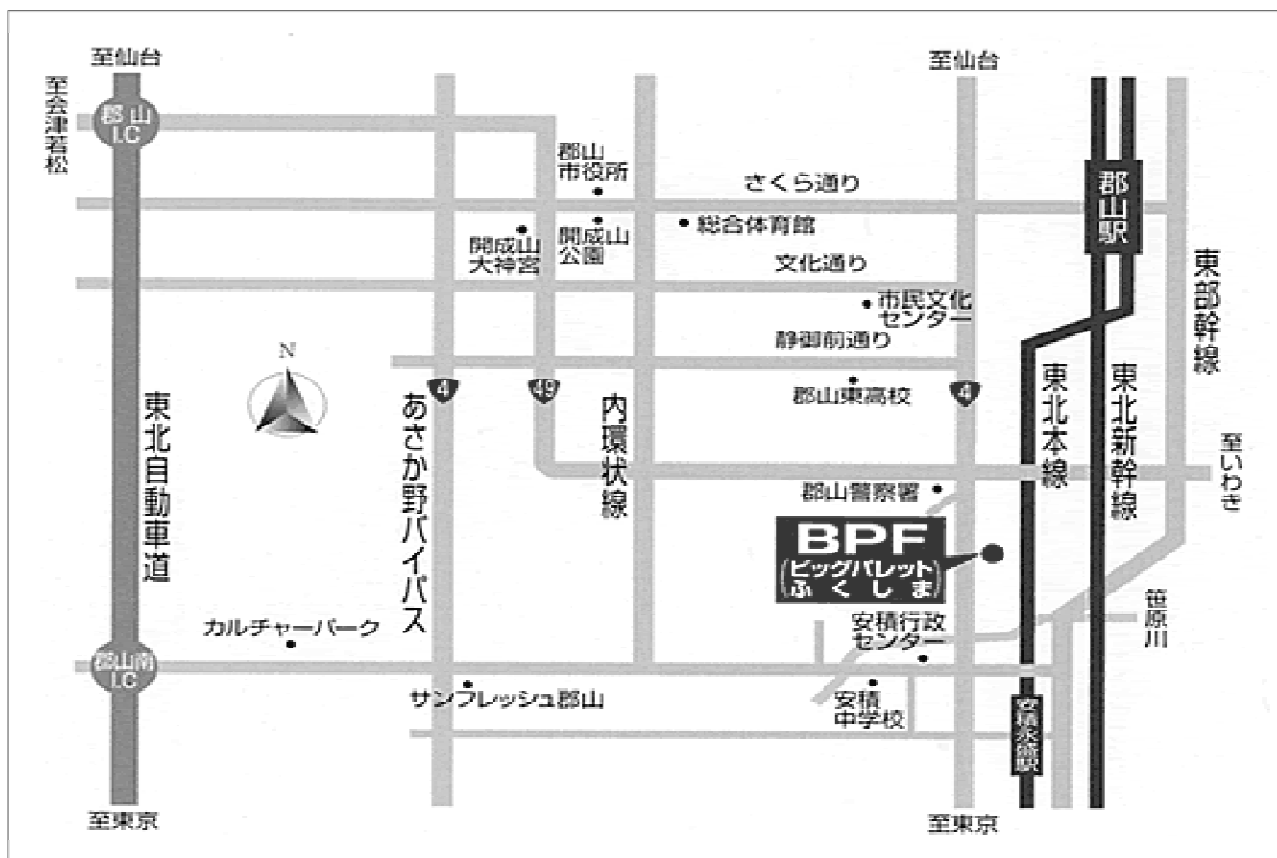 至仙台
至仙台
至会津若松
郡山
I.C
郡山
市役所
さくら通り
郡山駅
総合体育館
開成山
大神宮
開成山
公園
文化通り
東部幹線
市民文化
センター
静御前通り
N
4
49
4
郡山東高校
東北自動車道
あさか野バイパス
内環状線
東北本線
東北新幹線
至いわき
郡山警察署
BPF
(ビッグパレット
ふくしま)
笹原川
カルチャーパーク
安積行政
センター
郡山南
I.C
サンフレッシュ郡山
安積
中学校
安積永盛駅
至東京
至東京